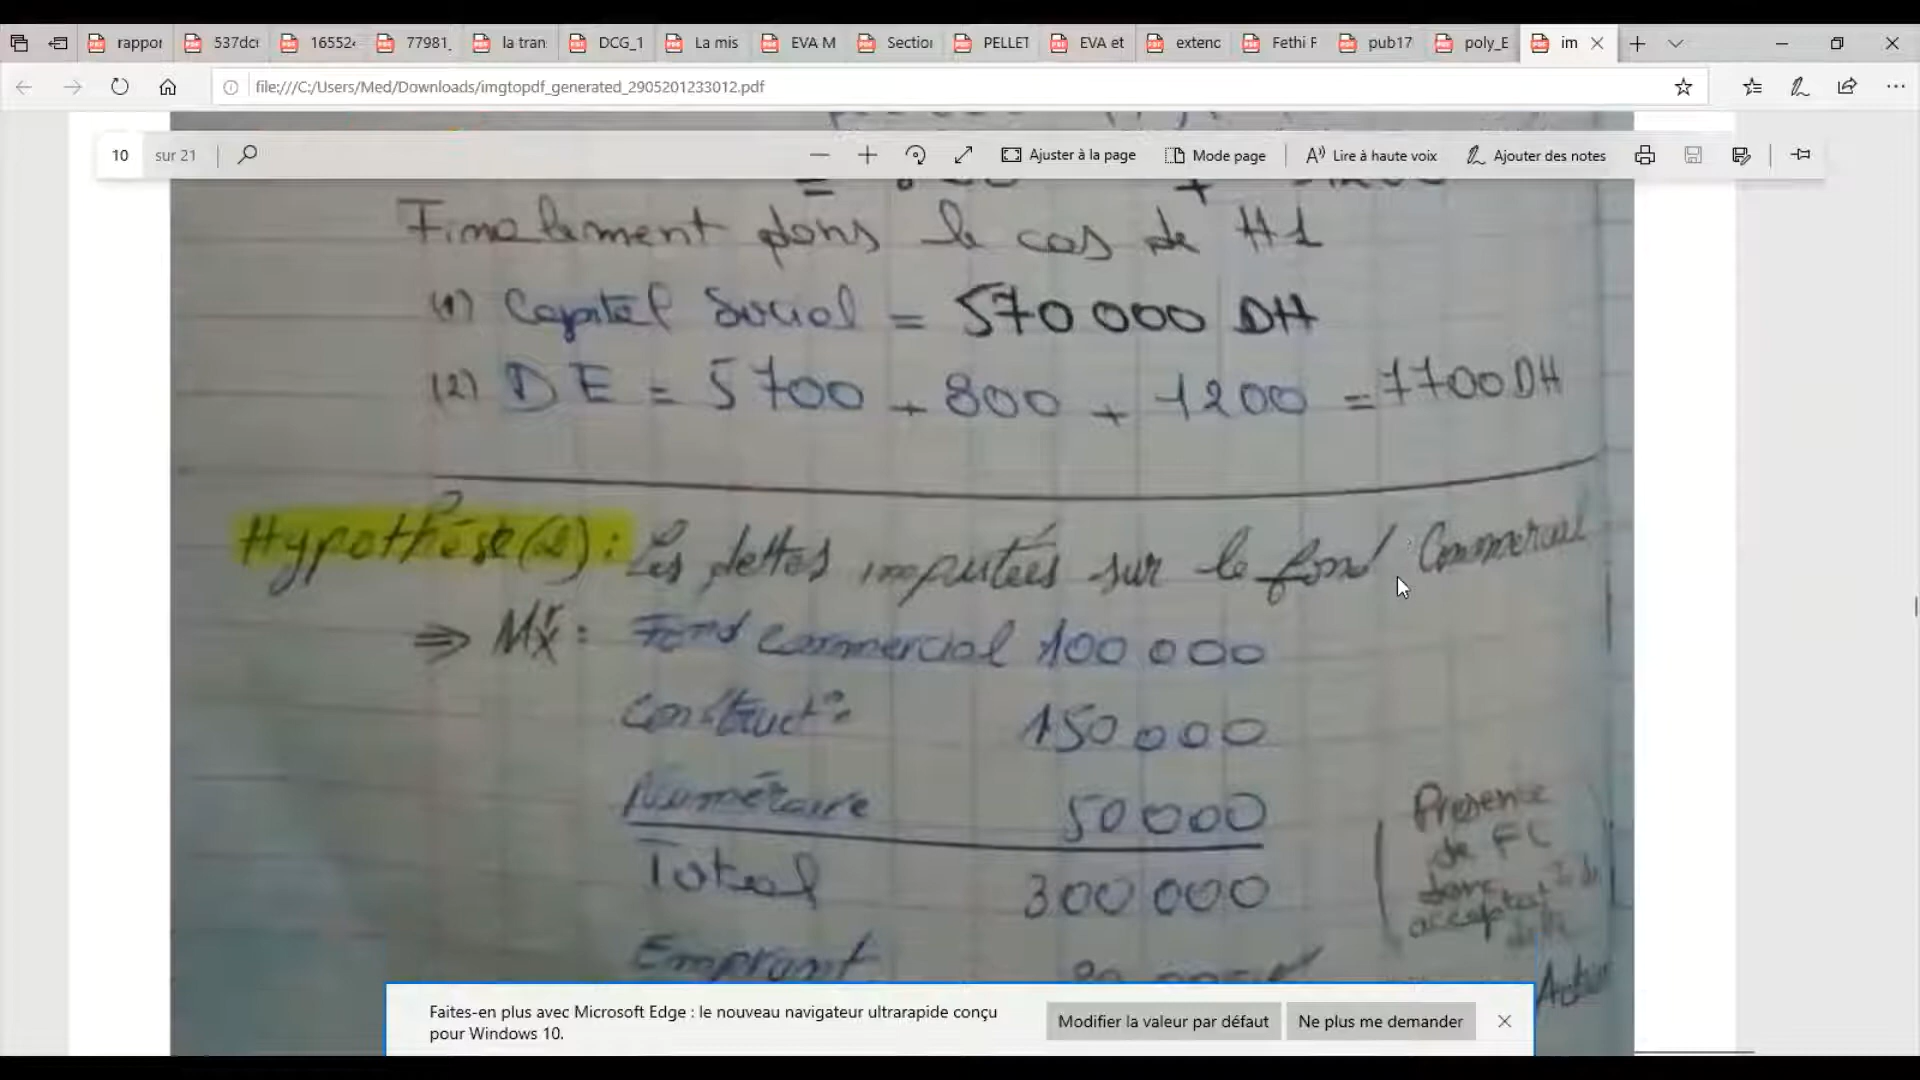 rappor 537dc 16552 77981_ la tran DCG_1 La mis EVA M Section PELLET EVA et extenc Fethi F pub17 poly_E im
file:///C:/Users/Med/Downloads/imgtopdf_generated_2905201233012.pdf
10 sur 21 Ajuster à la page Mode page Lire à haute voix Ajouter des notes
Finalement dans le cas de H1
(1) Capital Social = 570 000 DH
(2) DE = 5700 + 800 + 1200 = 7700 DH
Hypothèse (2) : Les dettes imputées sur le fond Commercial
⇒ Mr X : Fond commercial 100 000
Construct° 150 000
Numéraire 50 000
Total 300 000
Présence
de FC
donc
Emprunt
Faites-en plus avec Microsoft Edge : le nouveau navigateur ultrarapide conçu
pour Windows 10.
Modifier la valeur par défaut Ne plus me demander